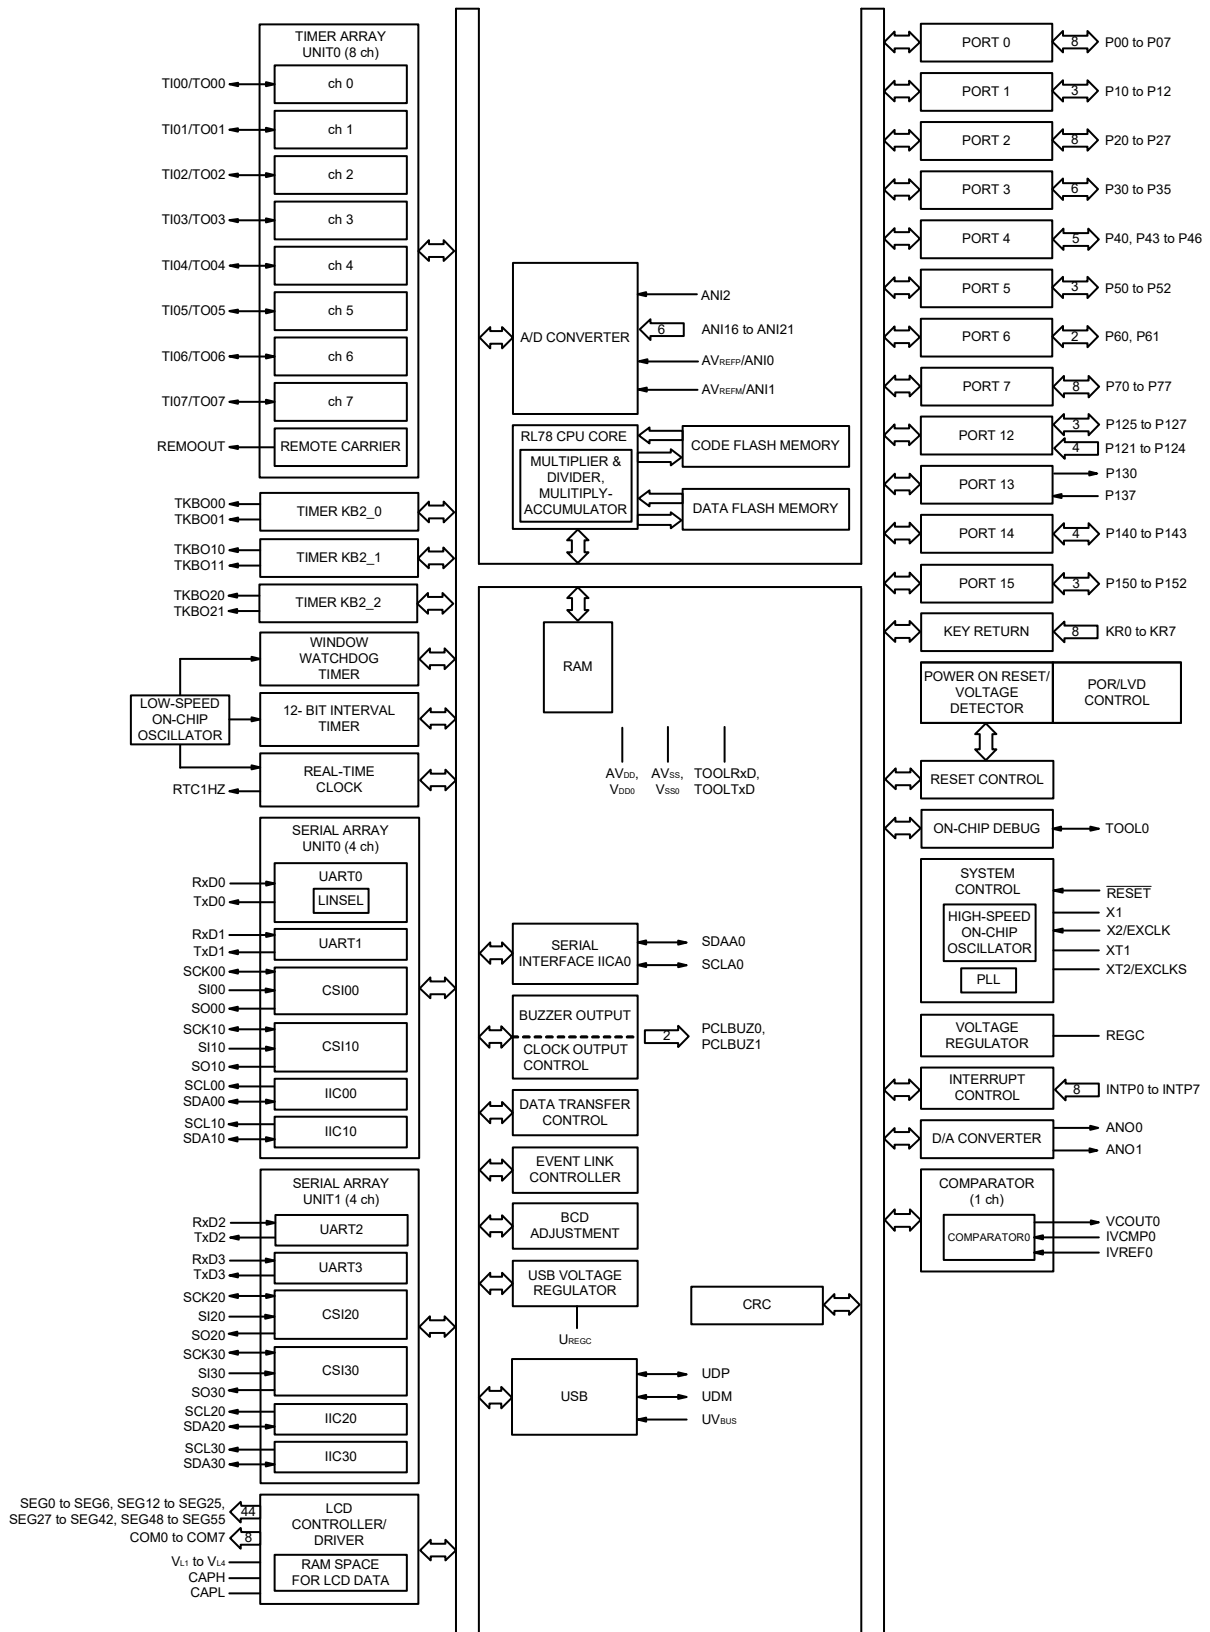 TIMER ARRAY
UNIT0 (8 ch)
TI00/TO00
ch 0
TI01/TO01
ch 1
TI02/TO02
ch 2
TI03/TO03
ch 3
TI04/TO04
ch 4
TI05/TO05
ch 5
TI06/TO06
ch 6
TI07/TO07
ch 7
REMOOUT
REMOTE CARRIER
TKBO00
TKBO01
TIMER KB2_0
TKBO10
TKBO11
TIMER KB2_1
TKBO20
TKBO21
TIMER KB2_2
WINDOW
WATCHDOG
TIMER
LOW-SPEED
ON-CHIP
OSCILLATOR
12- BIT INTERVAL
TIMER
REAL-TIME
CLOCK
RTC1HZ
SERIAL ARRAY
UNIT0 (4 ch)
RxD0
TxD0
UART0
LINSEL
RxD1
TxD1
UART1
SCK00
SI00
SO00
CSI00
SCK10
SI10
SO10
CSI10
SCL00
SDA00
IIC00
SCL10
SDA10
IIC10
SERIAL ARRAY
UNIT1 (4 ch)
RxD2
TxD2
UART2
RxD3
TxD3
UART3
SCK20
SI20
SO20
CSI20
SCK30
SI30
SO30
CSI30
SCL20
SDA20
IIC20
SCL30
SDA30
IIC30
SEG0 to SEG6, SEG12 to SEG25,
SEG27 to SEG42, SEG48 to SEG55
44
COM0 to COM7
8
VL1 to VL4
CAPH
CAPL
LCD
CONTROLLER/
DRIVER
RAM SPACE
FOR LCD DATA
A/D CONVERTER
ANI2
6
ANI16 to ANI21
AVREFP/ANI0
AVREFM/ANI1
RL78 CPU CORE
MULTIPLIER &
DIVIDER,
MULITIPLY-
ACCUMULATOR
CODE FLASH MEMORY
DATA FLASH MEMORY
RAM
AVDD,
VDD0
AVSS,
VSS0
TOOLRxD,
TOOLTxD
SERIAL
INTERFACE IICA0
SDAA0
SCLA0
BUZZER OUTPUT
CLOCK OUTPUT
CONTROL
2
PCLBUZ0,
PCLBUZ1
DATA TRANSFER
CONTROL
EVENT LINK
CONTROLLER
BCD
ADJUSTMENT
USB VOLTAGE
REGULATOR
UREGC
CRC
USB
UDP
UDM
UVBUS
PORT 0
8
P00 to P07
PORT 1
3
P10 to P12
PORT 2
8
P20 to P27
PORT 3
6
P30 to P35
PORT 4
5
P40, P43 to P46
PORT 5
3
P50 to P52
PORT 6
2
P60, P61
PORT 7
8
P70 to P77
PORT 12
3
P125 to P127
4
P121 to P124
PORT 13
P130
P137
PORT 14
4
P140 to P143
PORT 15
3
P150 to P152
KEY RETURN
8
KR0 to KR7
POWER ON RESET/
VOLTAGE
DETECTOR
POR/LVD
CONTROL
RESET CONTROL
ON-CHIP DEBUG
TOOL0
SYSTEM
CONTROL
HIGH-SPEED
ON-CHIP
OSCILLATOR
PLL
RESET
X1
X2/EXCLK
XT1
XT2/EXCLKS
VOLTAGE
REGULATOR
REGC
INTERRUPT
CONTROL
8
INTP0 to INTP7
D/A CONVERTER
ANO0
ANO1
COMPARATOR
(1 ch)
COMPARATOR0
VCOUT0
IVCMP0
IVREF0